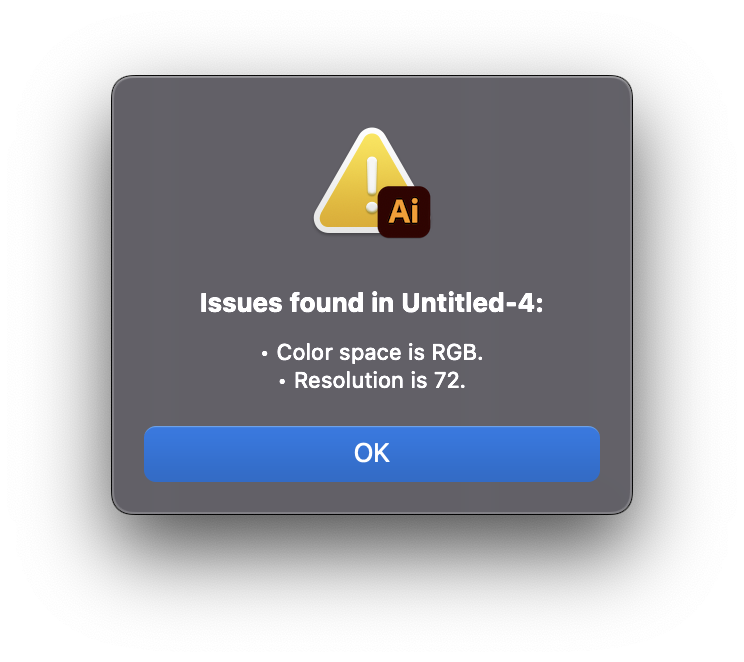 Ai
Issues found in Untitled-4:
• Color space is RGB.
• Resolution is 72.
OK